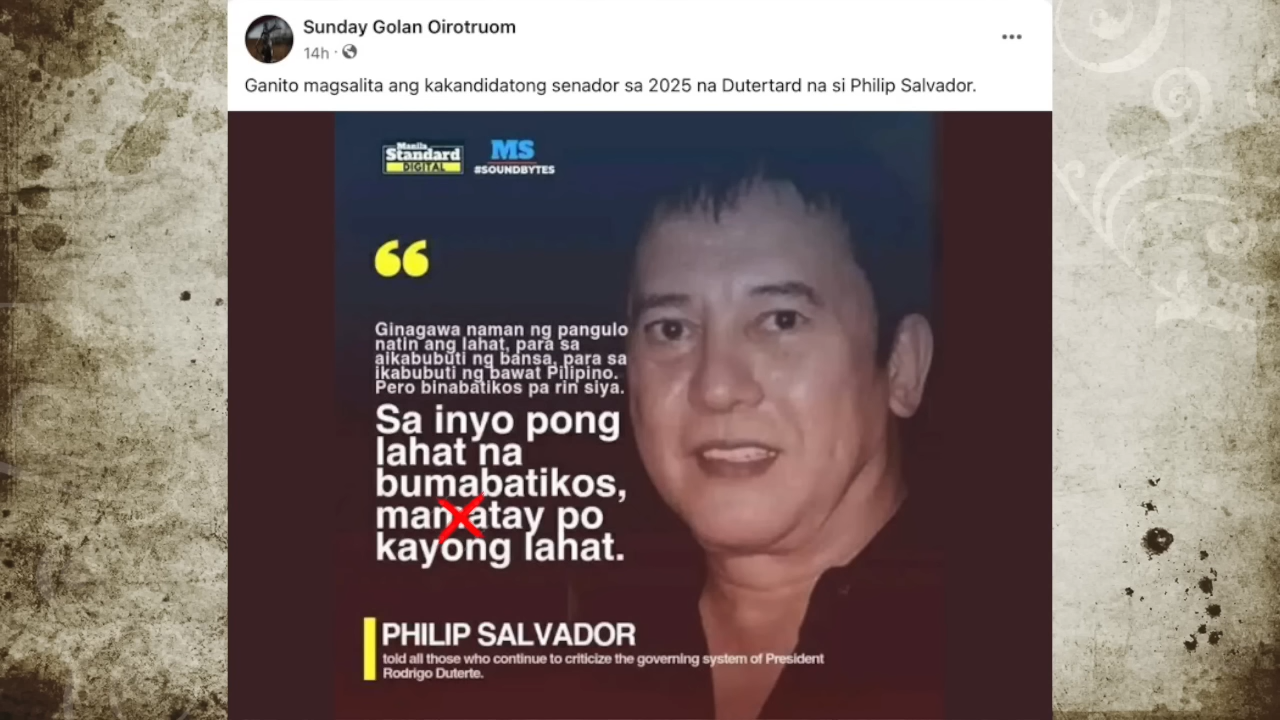 Sunday Golan Oirotruom
14h ·
Ganito magsalita ang kakandidatong senador sa 2025 na Dutertard na si Philip Salvador.
Manila
Standard
DIGITAL
MS
#SOUNDBYTES
“
Ginagawa naman ng pangulo
natin ang lahat, para sa
aikabubuti ng bansa, para sa
ikabubuti ng bawat Pilipino.
Pero binabatikos pa rin siya.
Sa inyo pong
lahat na
bumabatikos,
mamatay po
kayong lahat.
PHILIP SALVADOR
told all those who continue to criticize the governing system of President
Rodrigo Duterte.